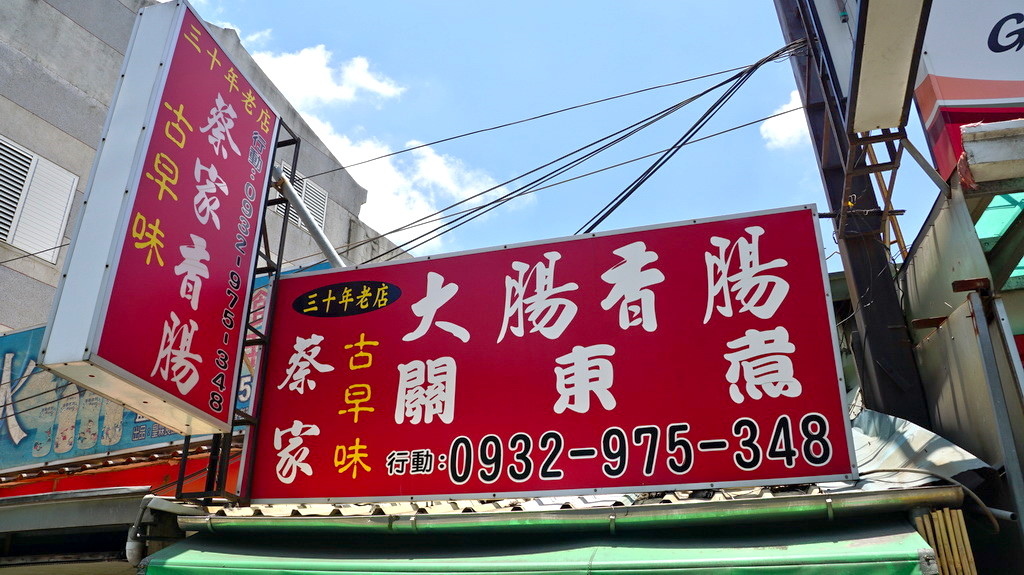 三十年老店
古早味
蔡家香腸
行動:0932-975-348
三十年老店
蔡家
古早味
大腸香腸
關東煮
行動:0932-975-348
G